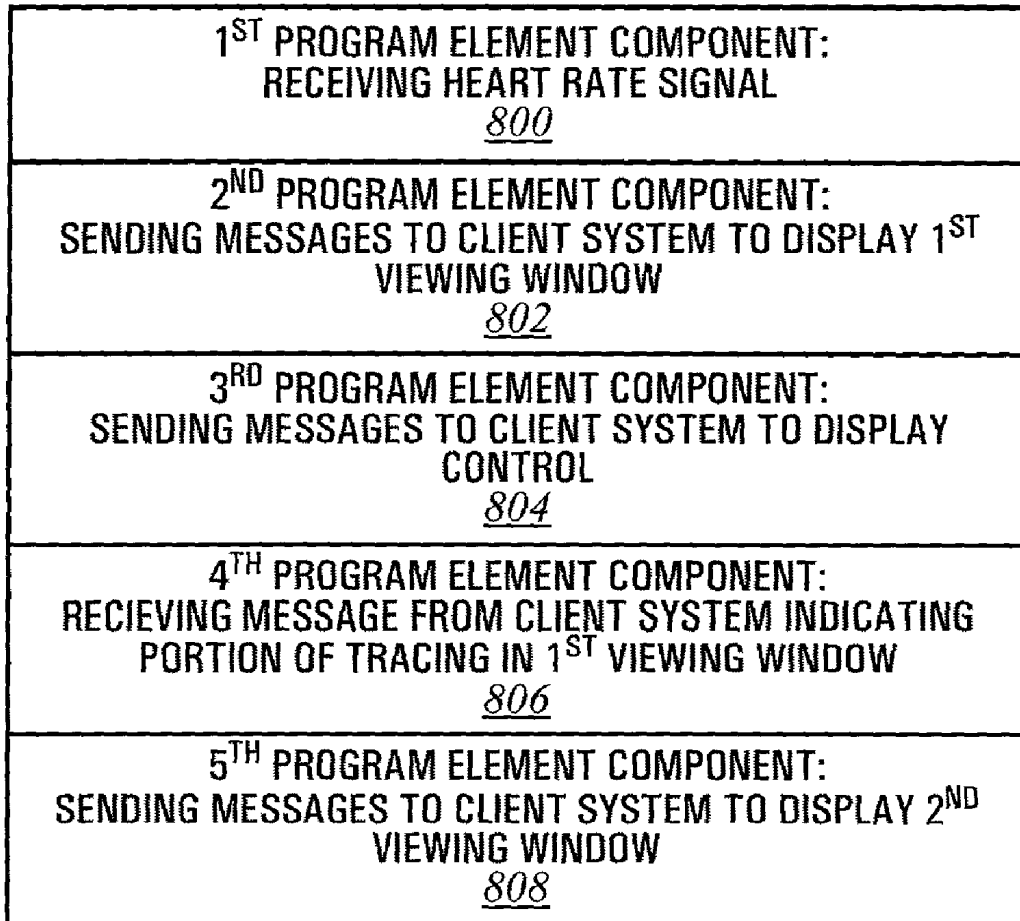 1ST PROGRAM ELEMENT COMPONENT:
RECEIVING HEART RATE SIGNAL
800
2ND PROGRAM ELEMENT COMPONENT:
SENDING MESSAGES TO CLIENT SYSTEM TO DISPLAY 1ST
VIEWING WINDOW
802
3RD PROGRAM ELEMENT COMPONENT:
SENDING MESSAGES TO CLIENT SYSTEM TO DISPLAY
CONTROL
804
4TH PROGRAM ELEMENT COMPONENT:
RECIEVING MESSAGE FROM CLIENT SYSTEM INDICATING
PORTION OF TRACING IN 1ST VIEWING WINDOW
806
5TH PROGRAM ELEMENT COMPONENT:
SENDING MESSAGES TO CLIENT SYSTEM TO DISPLAY 2ND
VIEWING WINDOW
808